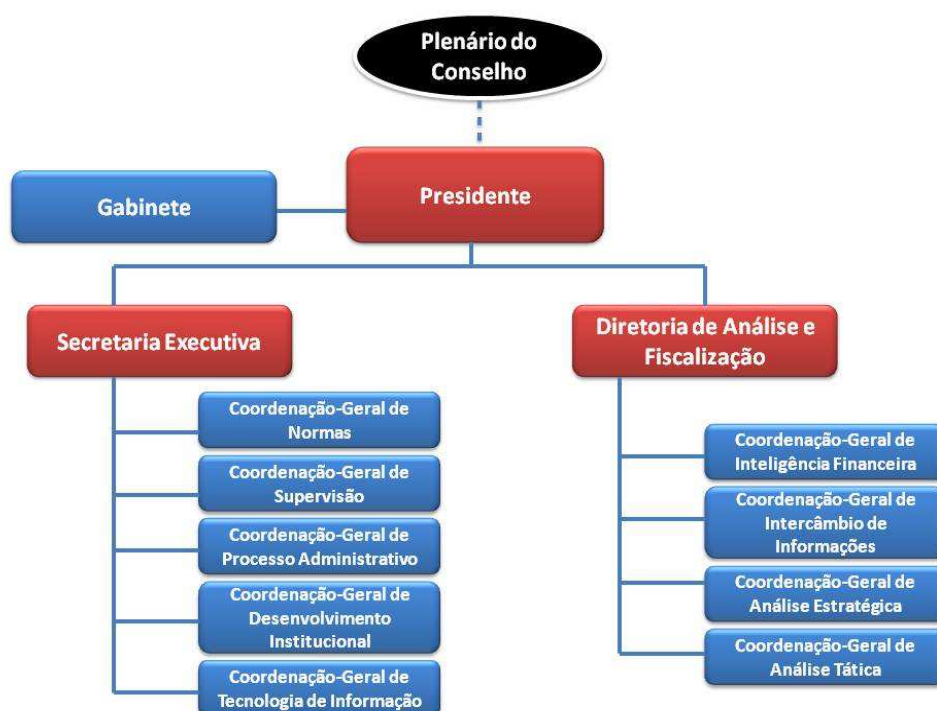 Plenário do
Conselho
Presidente
Gabinete
Secretaria Executiva
Diretoria de Análise e
Fiscalização
Coordenação-Geral de
Normas
Coordenação-Geral de
Supervisão
Coordenação-Geral de
Processo Administrativo
Coordenação-Geral de
Desenvolvimento
Institucional
Coordenação-Geral de
Tecnologia de Informação
Coordenação-Geral de
Inteligência Financeira
Coordenação-Geral de
Intercâmbio de
Informações
Coordenação-Geral de
Análise Estratégica
Coordenação-Geral de
Análise Tática